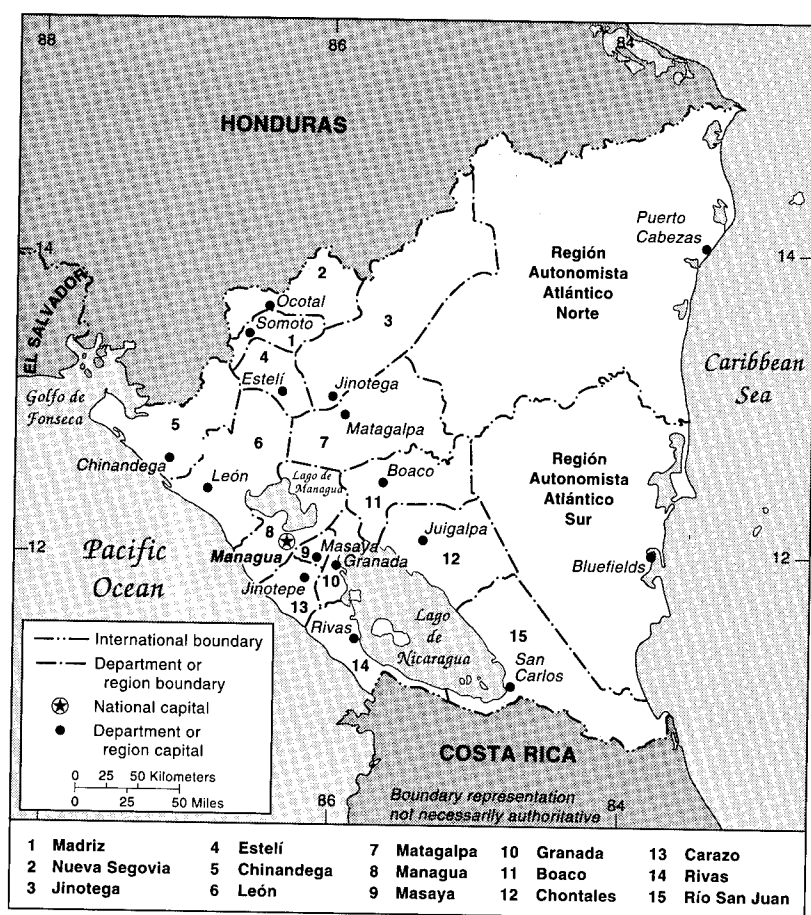 88
86
84
HONDURAS
Puerto
Cabezas
14
14
Región
Autonomista
Atlántico
Norte
2
Ocotal
3
EL SALVADOR
Somoto
1
4
Caribbean
Sea
Golfo de
Fonseca
Estelí
Jinotega
5
Matagalpa
6
7
Chinandega
León
Lago de
Managua
Boaco
11
Región
Autonomista
Atlántico
Sur
8
Juigalpa
12
Pacific
Ocean
12
Managua
9
Masaya
Granada
10
12
Bluefields
Jinotepe
13
Lago
de
Nicaragua
Rivas
15
14
San
Carlos
International boundary
Department or
region boundary
National capital
Department or
region capital
0 25 50 Kilometers
0 25 50 Miles
COSTA RICA
86
84
Boundary representation
not necessarily authoritative
1 Madriz
2 Nueva Segovia
3 Jinotega
4 Estelí
5 Chinandega
6 León
7 Matagalpa
8 Managua
9 Masaya
10 Granada
11 Boaco
12 Chontales
13 Carazo
14 Rivas
15 Río San Juan